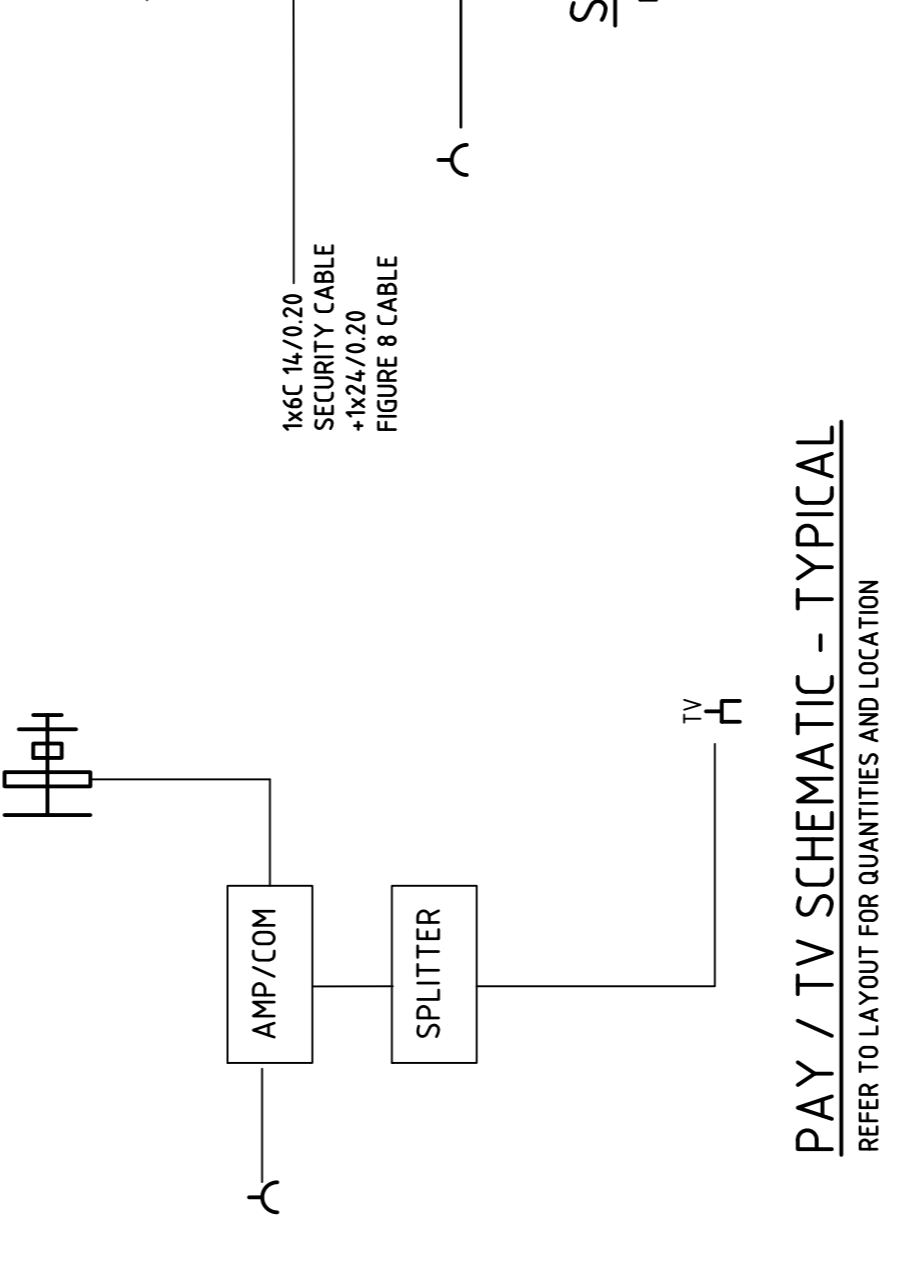 1x6C 14/0.20
SECURITY CABLE
+1x24/0.20
FIGURE 8 CABLE
AMP/COM
SPLITTER
TV
PAY / TV SCHEMATIC - TYPICAL
REFER TO LAYOUT FOR QUANTITIES AND LOCATION